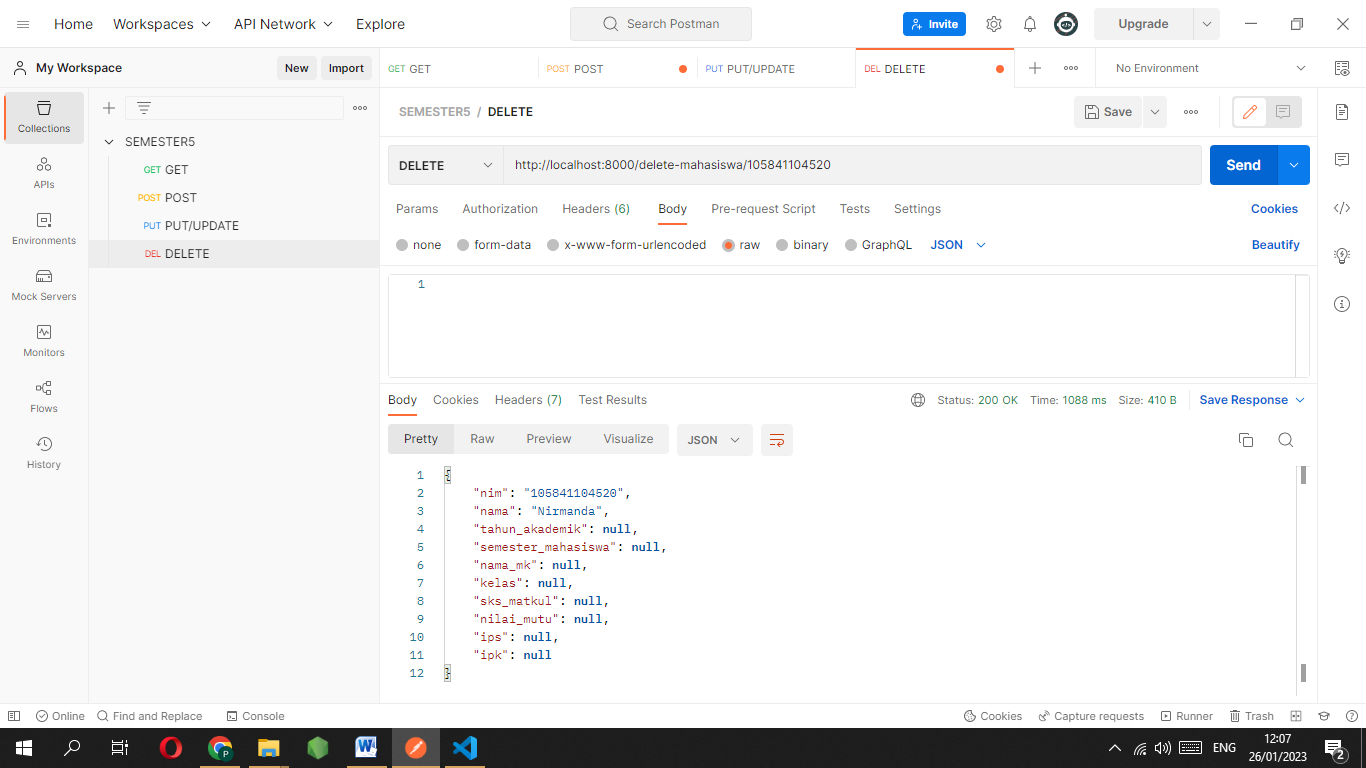 Home Workspaces API Network Explore Search Postman Invite Upgrade
My Workspace New Import GET GET POST POST PUT PUT/UPDATE DEL DELETE No Environment
Collections
APIs
Environments
Mock Servers
Monitors
Flows
History
SEMESTER5
GET GET
POST POST
PUT PUT/UPDATE
DEL DELETE
SEMESTER5 / DELETE Save
DELETE http://localhost:8000/delete-mahasiswa/105841104520 Send
Params Authorization Headers (6) Body Pre-request Script Tests Settings Cookies
none form-data x-www-form-urlencoded raw binary GraphQL JSON Beautify
1
Body Cookies Headers (7) Test Results Status: 200 OK Time: 1088 ms Size: 410 B Save Response
Pretty Raw Preview Visualize JSON
1 {
2 "nim": "105841104520",
3 "nama": "Nirmanda",
4 "tahun_akademik": null,
5 "semester_mahasiswa": null,
6 "nama_mk": null,
7 "kelas": null,
8 "sks_matkul": null,
9 "nilai_mutu": null,
10 "ips": null,
11 "ipk": null
12 }
Online Find and Replace Console Cookies Capture requests Runner Trash
ENG 12:07
26/01/2023
2